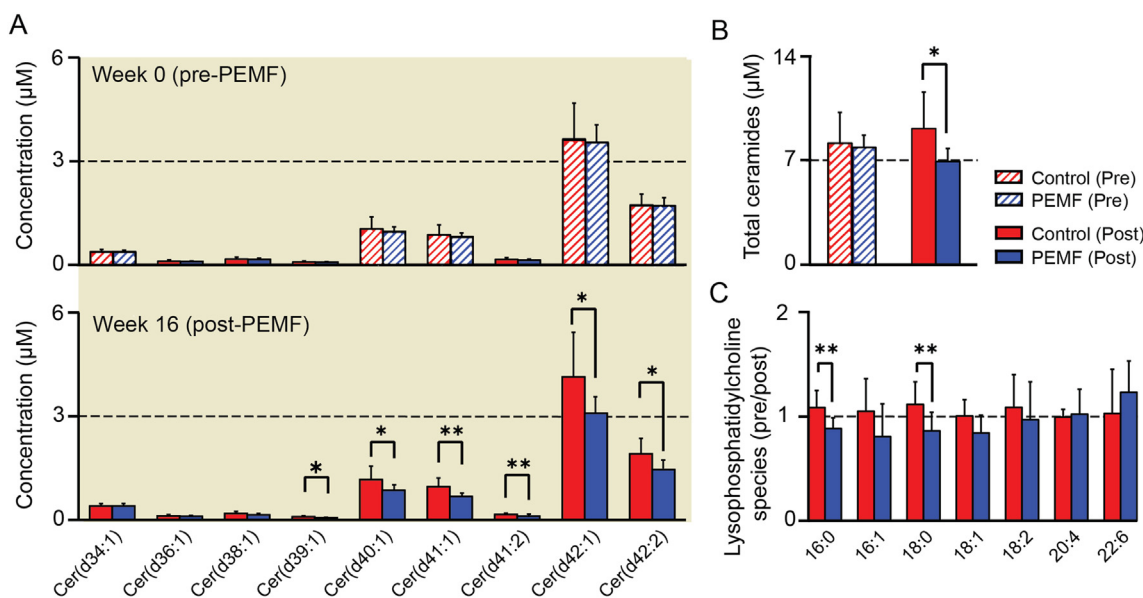 A
Concentration (μM)
6
3
0
Week 0 (pre-PEMF)
Concentration (μM)
6
3
0
Week 16 (post-PEMF)
*
*
**
**
*
*
Cer(d34:1)
Cer(d36:1)
Cer(d38:1)
Cer(d39:1)
Cer(d40:1)
Cer(d41:1)
Cer(d41:2)
Cer(d42:1)
Cer(d42:2)
B
Total ceramides (μM)
14
7
0
*
Control (Pre)
PEMF (Pre)
Control (Post)
PEMF (Post)
C
Lysophosphatidylcholine
species (pre/post)
2
1
0
**
**
16:0
16:1
18:0
18:1
18:2
20:4
22:6